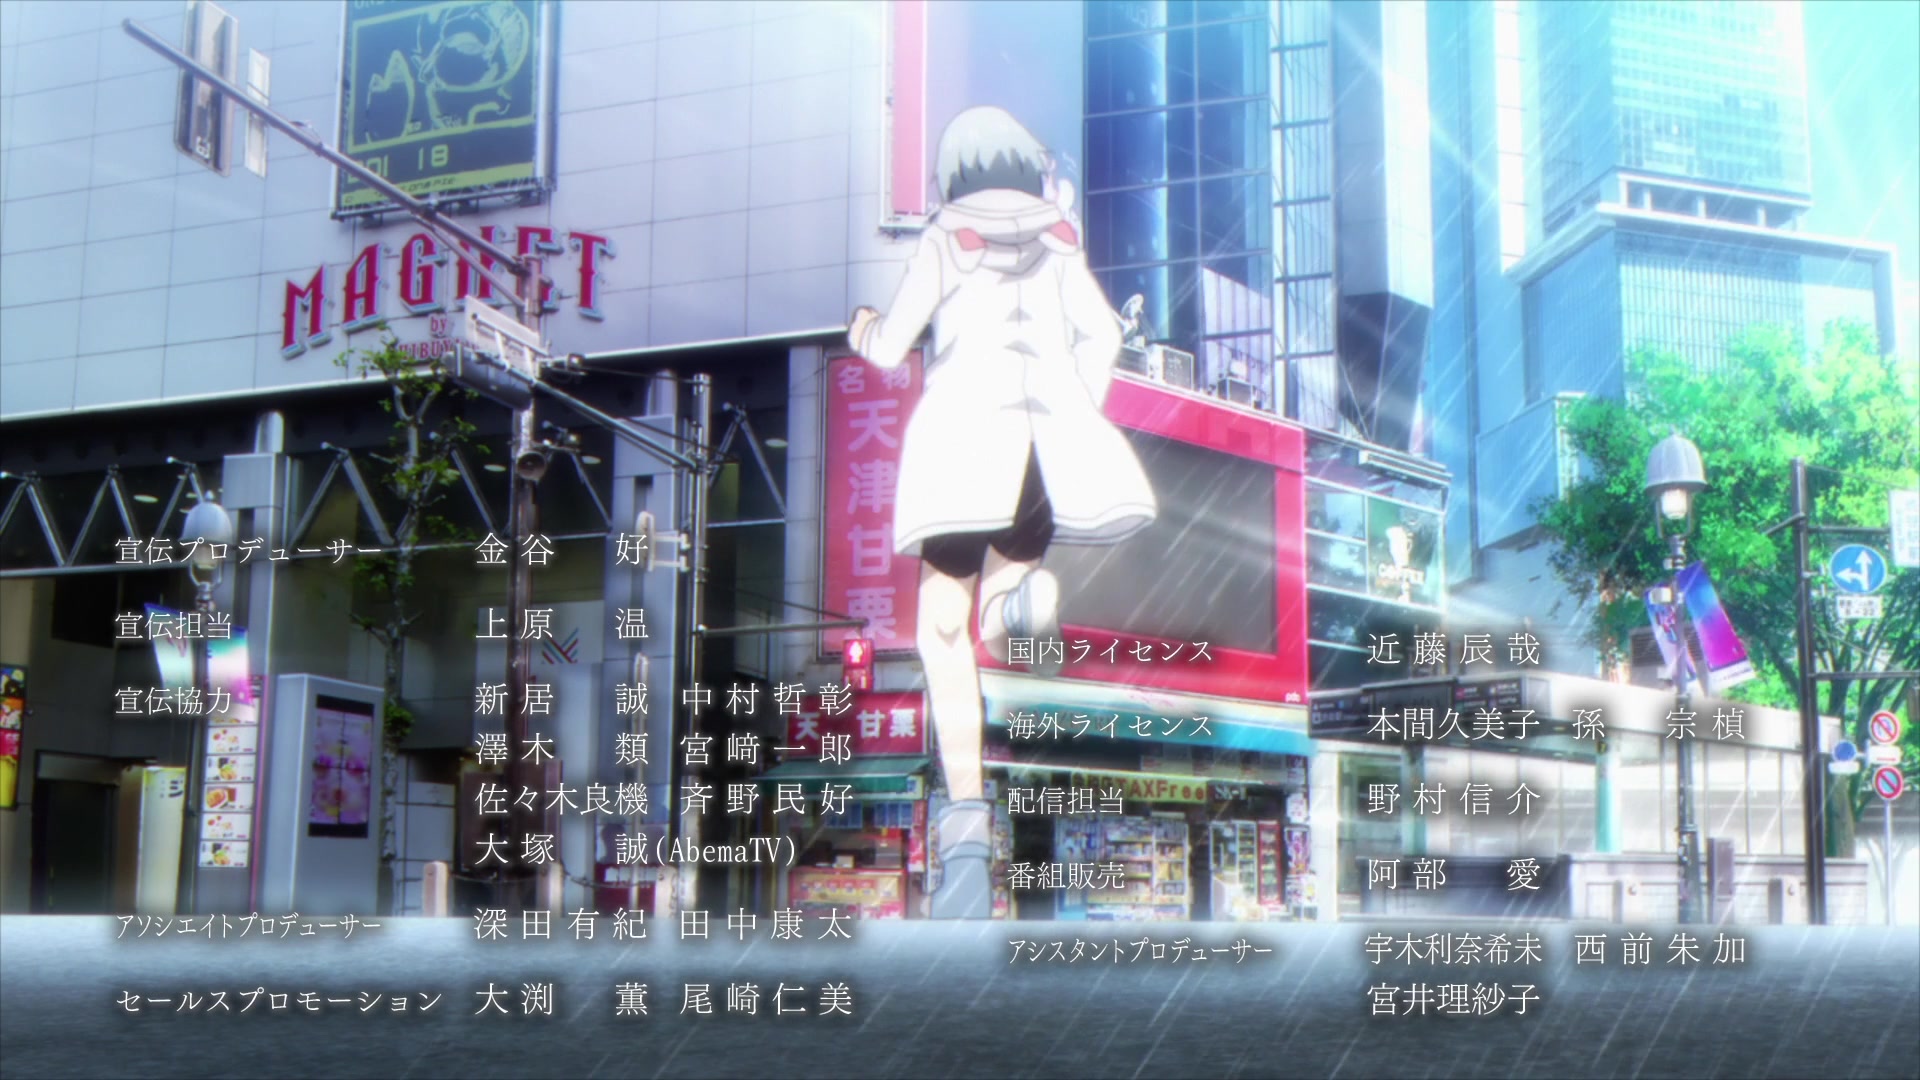 MAGNET
by
名物
天津甘栗
宣伝プロデューサー 金谷 好
宣伝担当 上原 温
宣伝協力 新居 誠 中村哲彰
澤木 類 宮﨑一郎
佐々木良機 斉野民好
大塚 誠(AbemaTV)
アソシエイトプロデューサー 深田有紀 田中康太
セールスプロモーション 大渕 薫 尾崎仁美
国内ライセンス 近藤辰哉
海外ライセンス 本間久美子 孫 宗楨
配信担当 野村信介
番組販売 阿部 愛
アシスタントプロデューサー 宇木利奈希未 西前朱加
宮井理紗子
天 甘栗
TAXFree
COFFEE